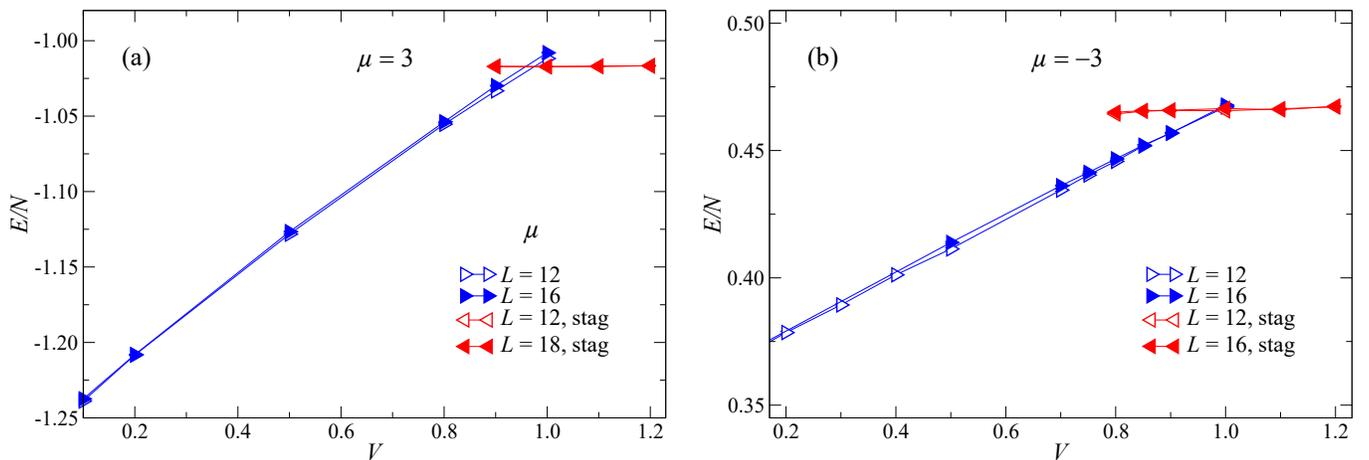 (a)
μ = 3
-1.00
-1.05
-1.10
-1.15
-1.20
-1.25
E/N
0.2 0.4 0.6 0.8 1.0 1.2
V
μ
L = 12
L = 16
L = 12, stag
L = 18, stag
(b)
μ = −3
0.50
0.45
0.40
0.35
E/N
0.2 0.4 0.6 0.8 1.0 1.2
V
L = 12
L = 16
L = 12, stag
L = 16, stag